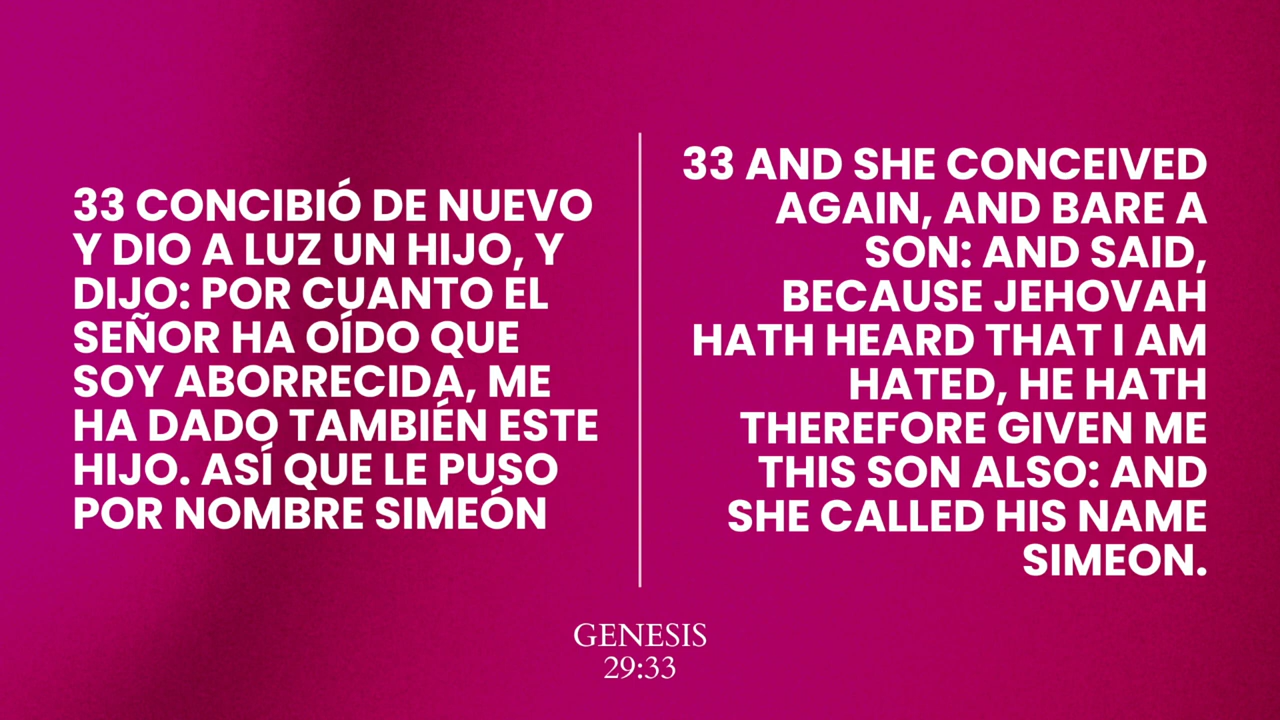 33 CONCIBIÓ DE NUEVO
Y DIO A LUZ UN HIJO, Y
DIJO: POR CUANTO EL
SEÑOR HA OÍDO QUE
SOY ABORRECIDA, ME
HA DADO TAMBIÉN ESTE
HIJO. ASÍ QUE LE PUSO
POR NOMBRE SIMEÓN
33 AND SHE CONCEIVED
AGAIN, AND BARE A
SON: AND SAID,
BECAUSE JEHOVAH
HATH HEARD THAT I AM
HATED, HE HATH
THEREFORE GIVEN ME
THIS SON ALSO: AND
SHE CALLED HIS NAME
SIMEON.
GENESIS
29:33